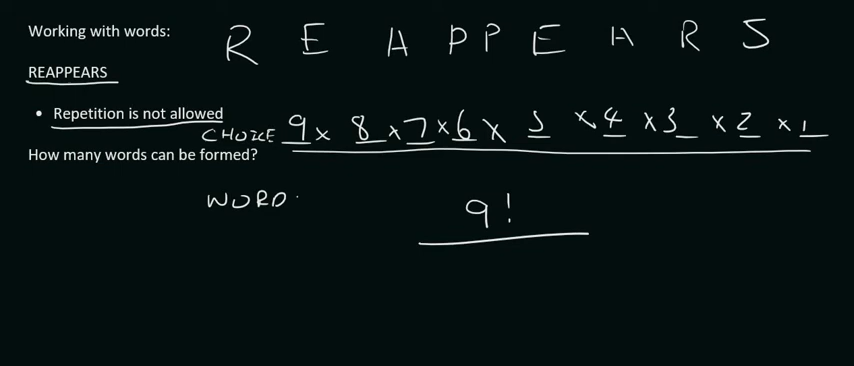 Working with words:
R E A P P E A R S
REAPPEARS
• Repetition is not allowed
CHOICE 9 × 8 × 7 × 6 × 5 × 4 × 3 × 2 × 1
How many words can be formed?
WORD
9!